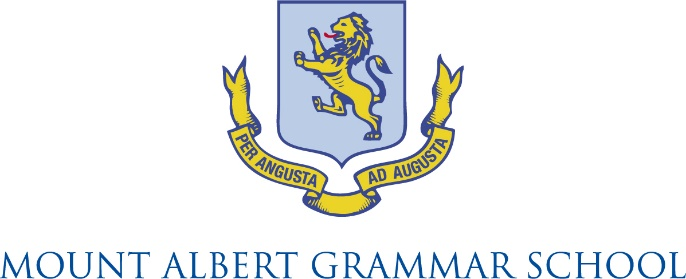 PER ANGUSTA AD AUGUSTA
MOUNT ALBERT GRAMMAR SCHOOL